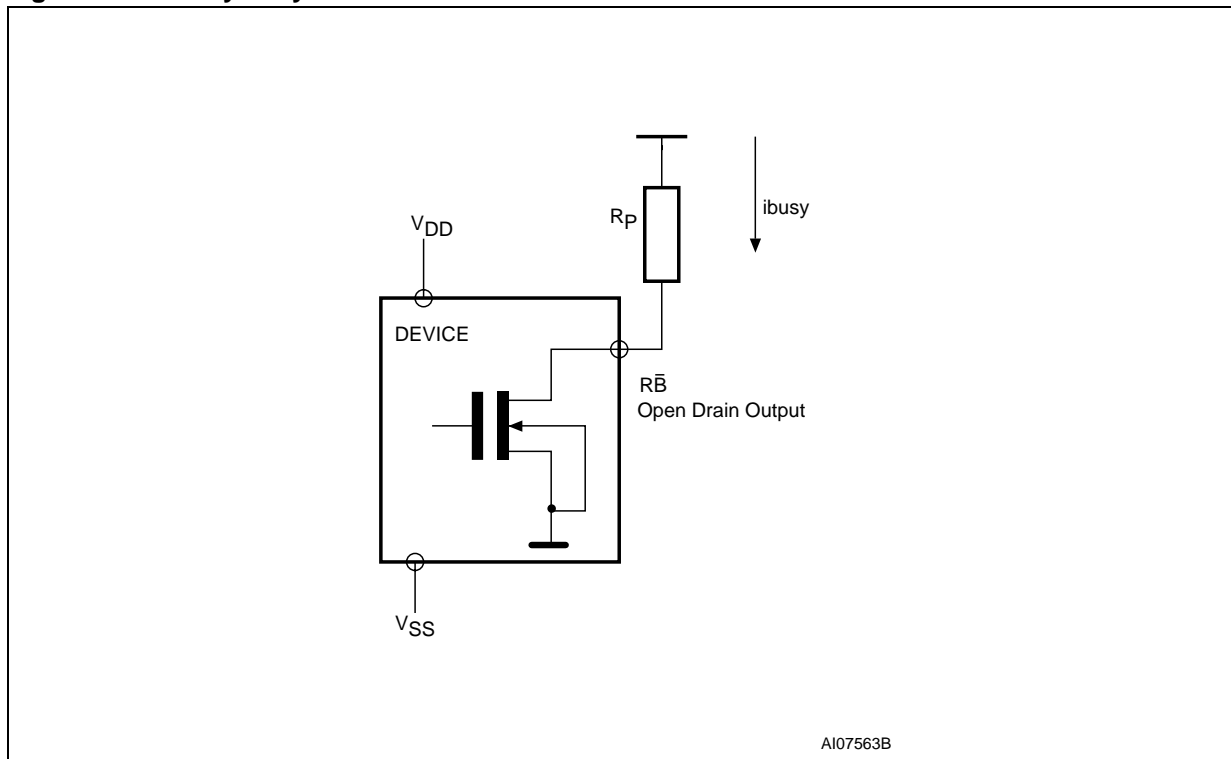 RP
ibusy
VDD
DEVICE
RB̄
Open Drain Output
VSS
AI07563B